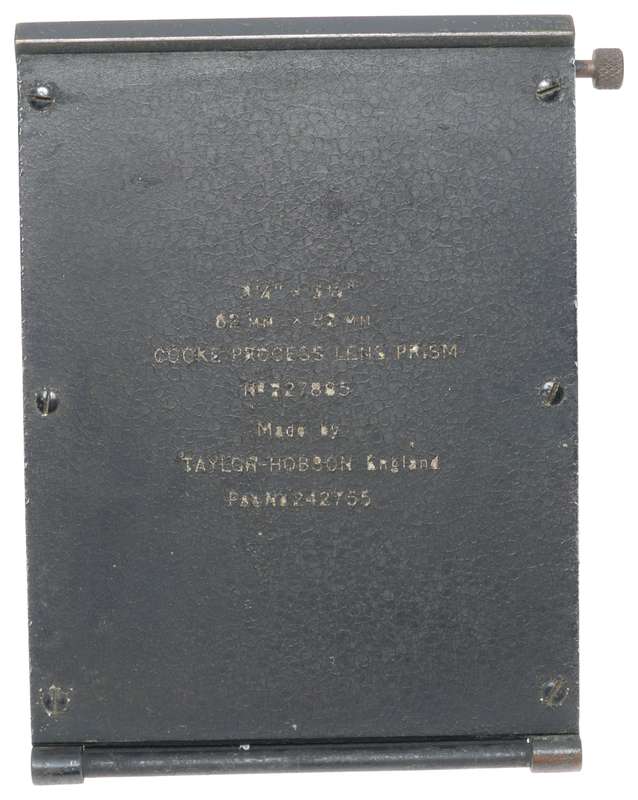 3¼" × 3¼"
82 MM × 82 MM
COOKE PROCESS LENS PRISM
No 227885
Made by
TAYLOR-HOBSON England
Pat No 242755